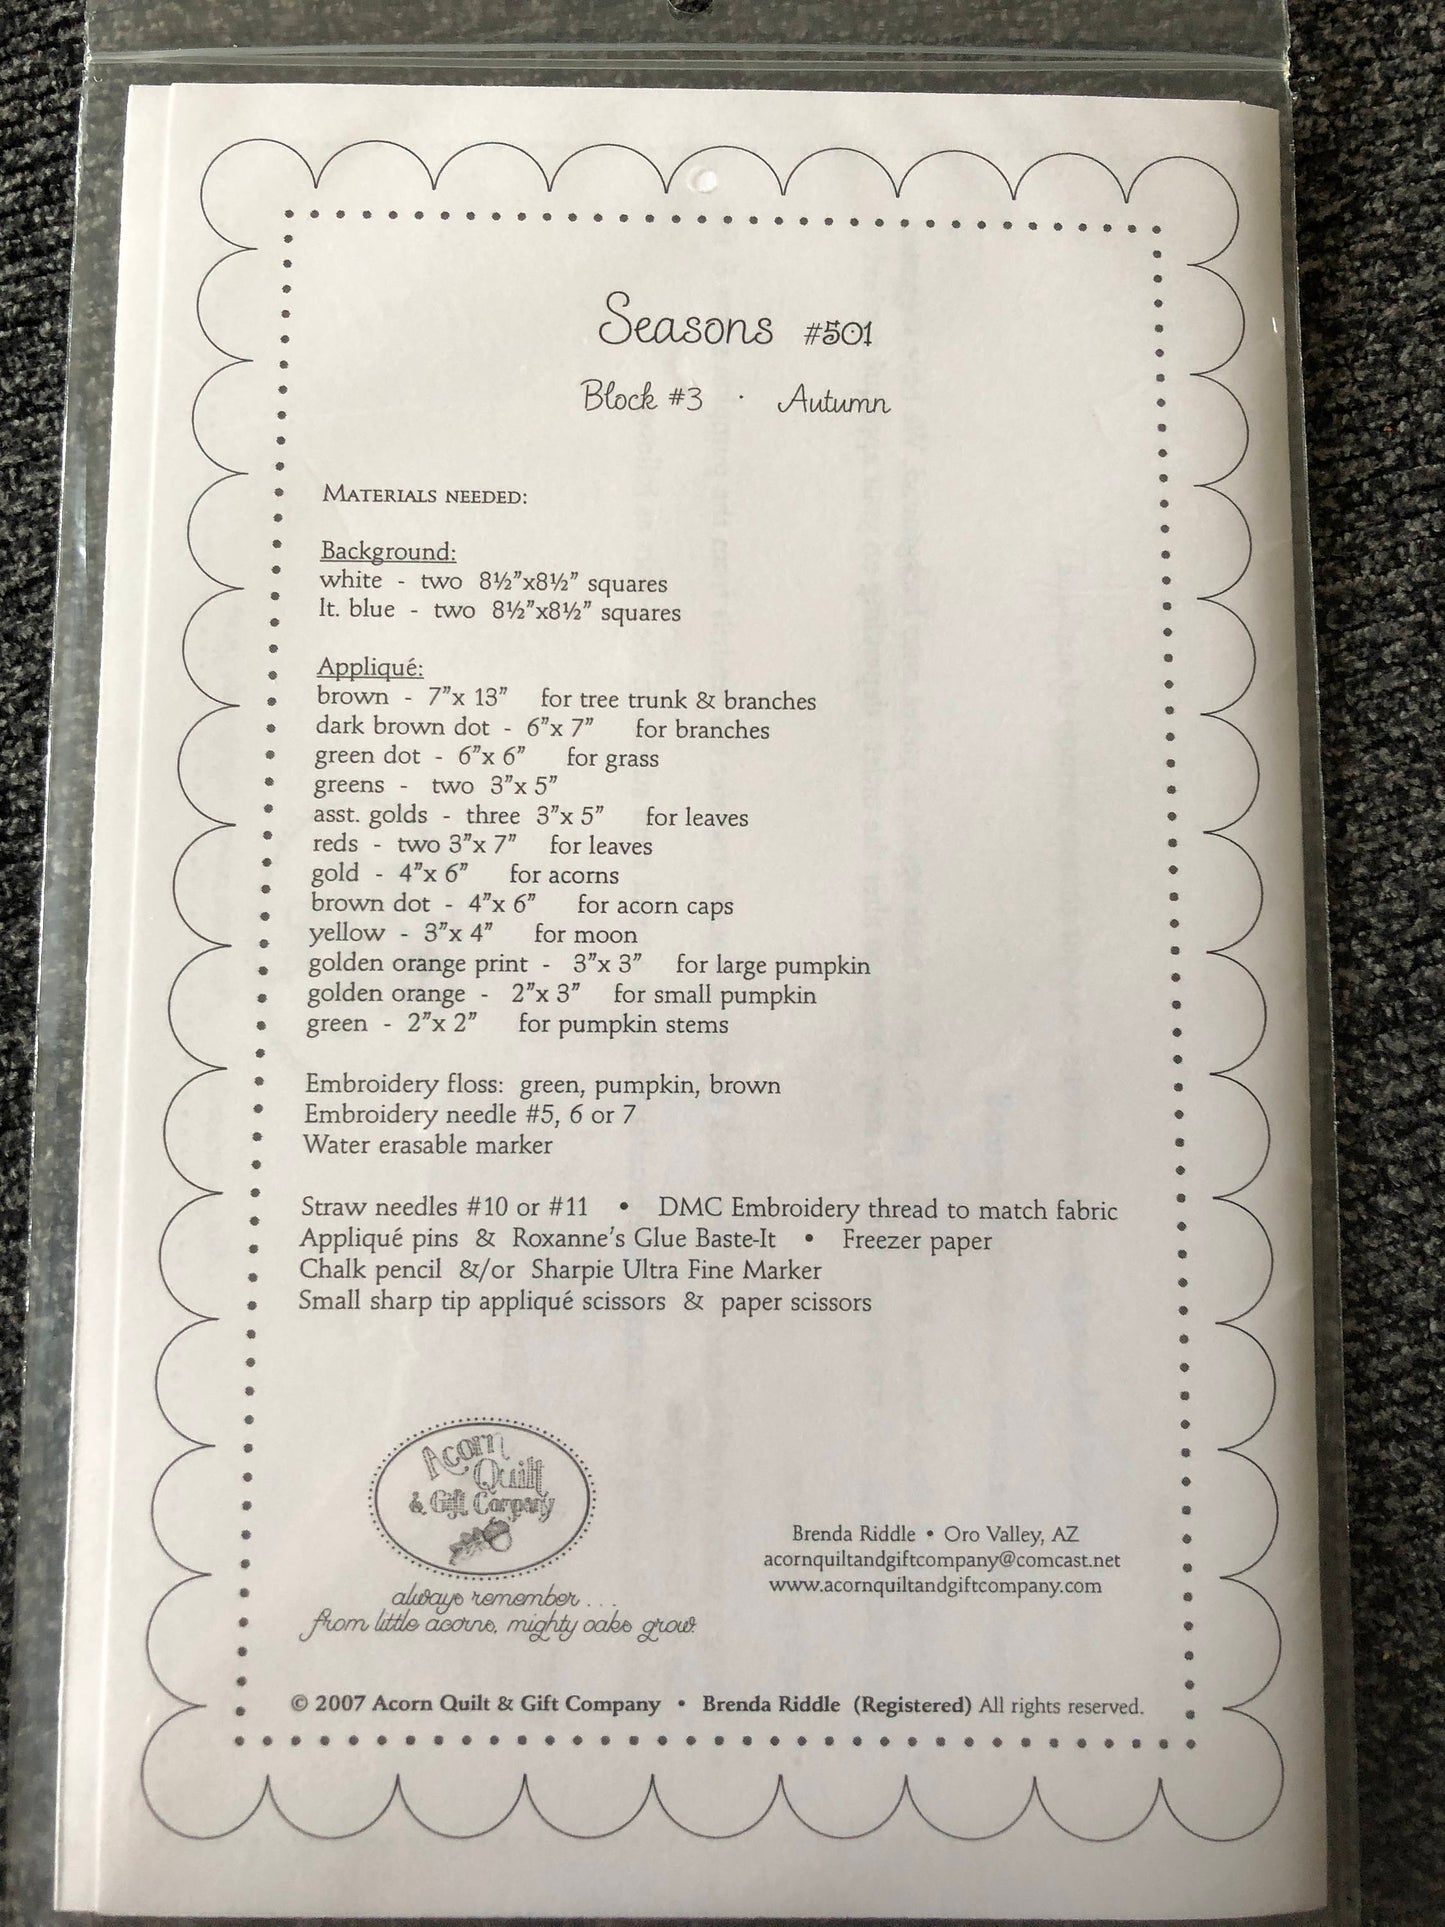 Seasons #501
Block #3 · Autumn
Materials needed:
Background:
white - two 8½”x8½” squares
lt. blue - two 8½”x8½” squares
Appliqué:
brown - 7”x 13” for tree trunk & branches
dark brown dot - 6”x 7” for branches
green dot - 6”x 6” for grass
greens - two 3”x 5”
asst. golds - three 3”x 5” for leaves
reds - two 3”x 7” for leaves
gold - 4”x 6” for acorns
brown dot - 4”x 6” for acorn caps
yellow - 3”x 4” for moon
golden orange print - 3”x 3” for large pumpkin
golden orange - 2”x 3” for small pumpkin
green - 2”x 2” for pumpkin stems
Embroidery floss: green, pumpkin, brown
Embroidery needle #5, 6 or 7
Water erasable marker
Straw needles #10 or #11 • DMC Embroidery thread to match fabric
Appliqué pins & Roxanne’s Glue Baste-It • Freezer paper
Chalk pencil &/or Sharpie Ultra Fine Marker
Small sharp tip appliqué scissors & paper scissors
Acorn
Quilt
& Gift Company
always remember . . .
from little acorns, mighty oaks grow.
Brenda Riddle • Oro Valley, AZ
acornquiltandgiftcompany@comcast.net
www.acornquiltandgiftcompany.com
© 2007 Acorn Quilt & Gift Company • Brenda Riddle (Registered) All rights reserved.